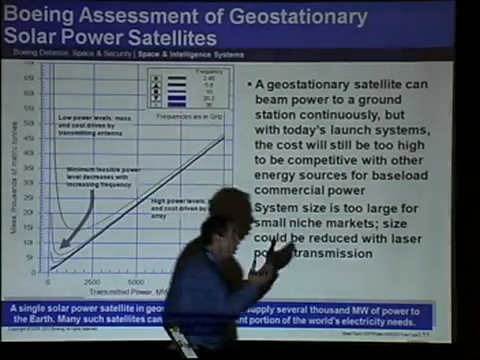 Boeing Assessment of Geostationary
Solar Power Satellites
Boeing Defense, Space & Security | Space & Intelligence Systems
Frequency
2.45
5.8
10
35
Frequencies are in GHz
Low power levels; mass
and cost driven by
transmitting antenna
Minimum feasible power
level decreases with
increasing frequency
High power levels;
and cost driven by
array
Mass, thousands of metric tonnes
0
5000
Transmitted Power, MW
• A geostationary satellite can
beam power to a ground
station continuously, but
with today's launch systems,
the cost will still be too high
to be competitive with other
energy sources for baseload
commercial power
System size is too large for
small niche markets; size
could be reduced with laser
transmission
A single solar power satellite in supply several thousand MW of power to
the Earth. Many such satellites can portion of the world's electricity needs.